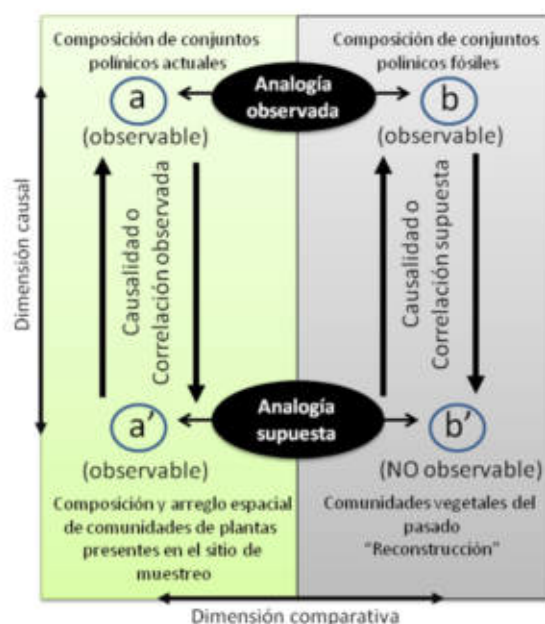 Composición de conjuntos
polínicos actuales
Composición de conjuntos
polínicos fósiles
Analogía
observada
a
(observable)
b
(observable)
Dimensión causal
Causalidad o
Correlación observada
Causalidad o
Correlación supuesta
Analogía
supuesta
a’
(observable)
b’
(NO observable)
Composición y arreglo espacial
de comunidades de plantas
presentes en el sitio de
muestreo
Comunidades vegetales del
pasado
“Reconstrucción”
Dimensión comparativa